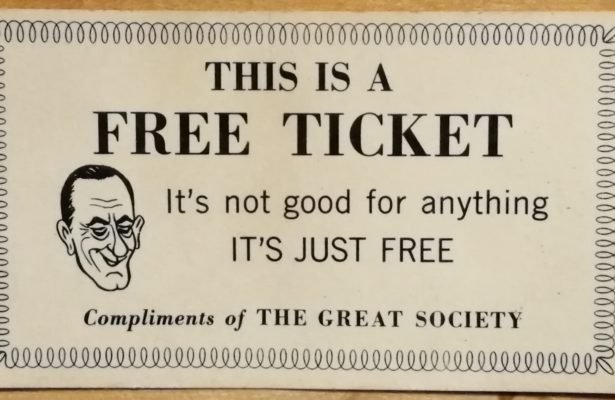 THIS IS A
FREE TICKET
It's not good for anything
IT'S JUST FREE
Compliments of THE GREAT SOCIETY